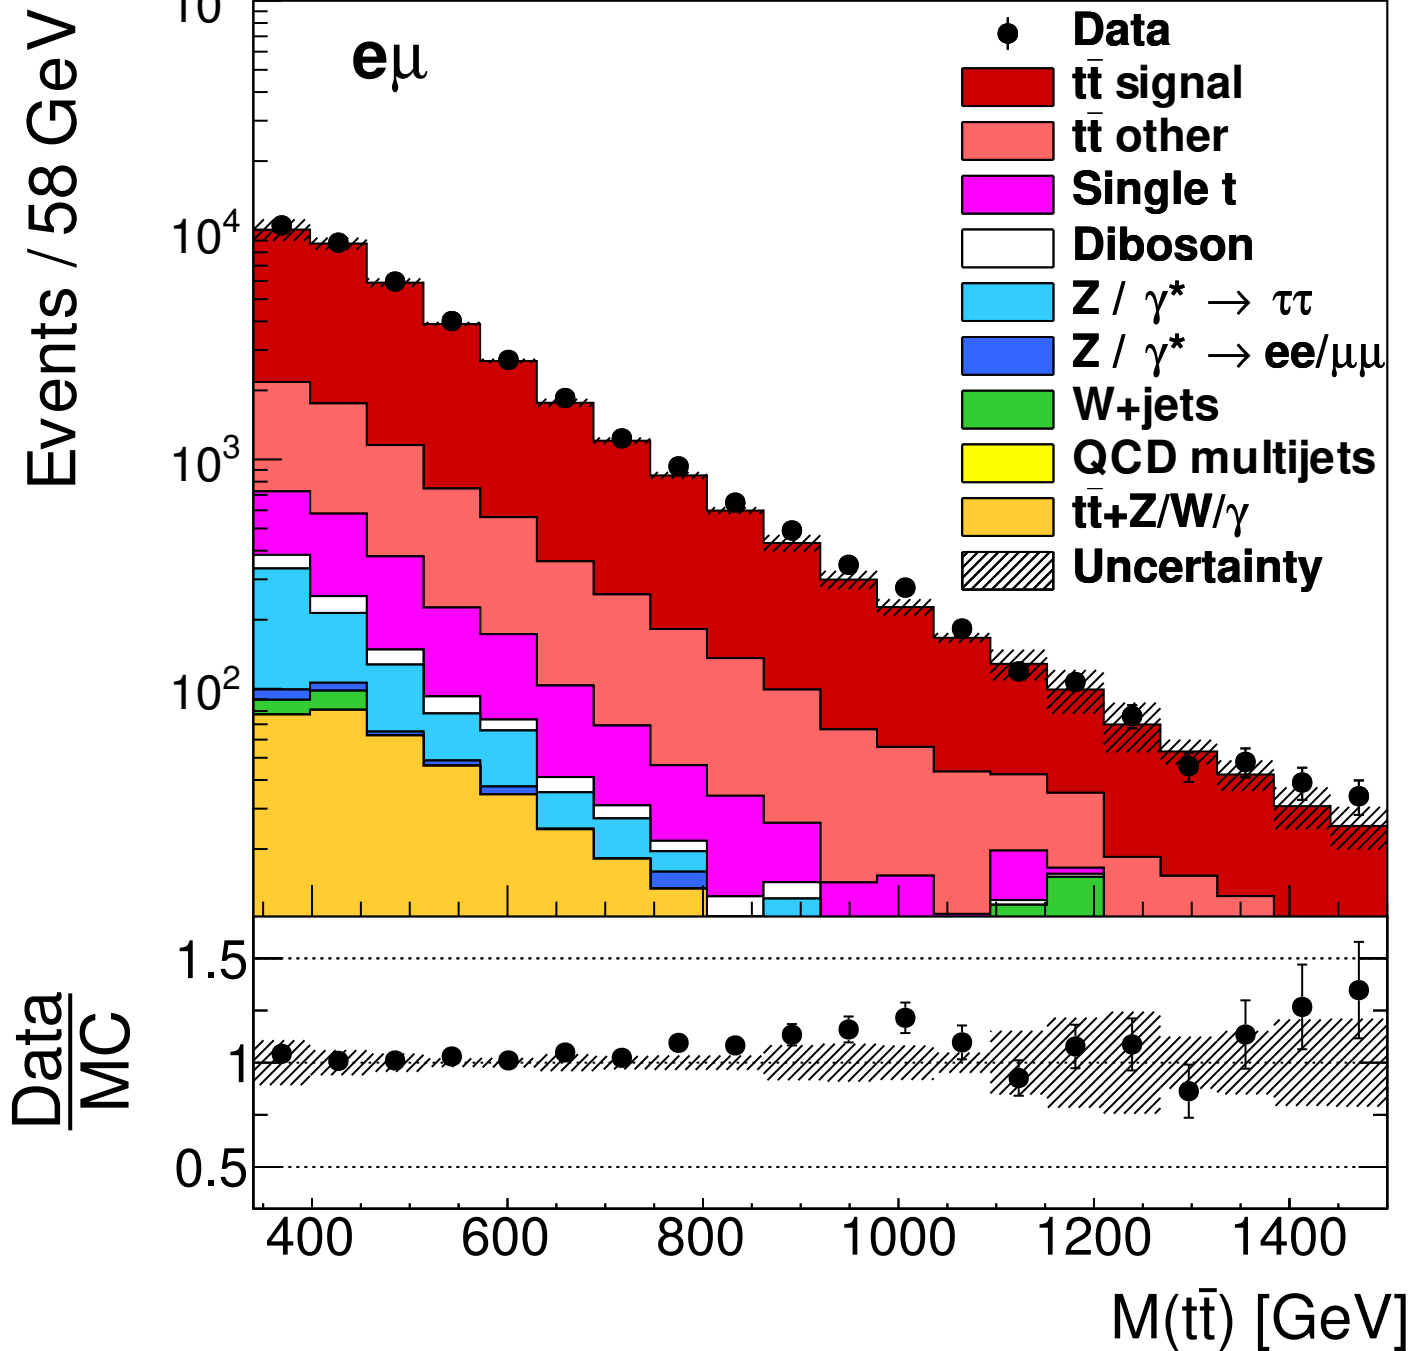 10
Events / 58 GeV
eμ
Data
tt̄ signal
tt̄ other
Single t
Diboson
Z / γ* → ττ
Z / γ* → ee/μμ
W+jets
QCD multijets
tt̄+Z/W/γ
Uncertainty
10⁴
10³
10²
Data
MC
1.5
1
0.5
400 600 800 1000 1200 1400
M(tt̄) [GeV]